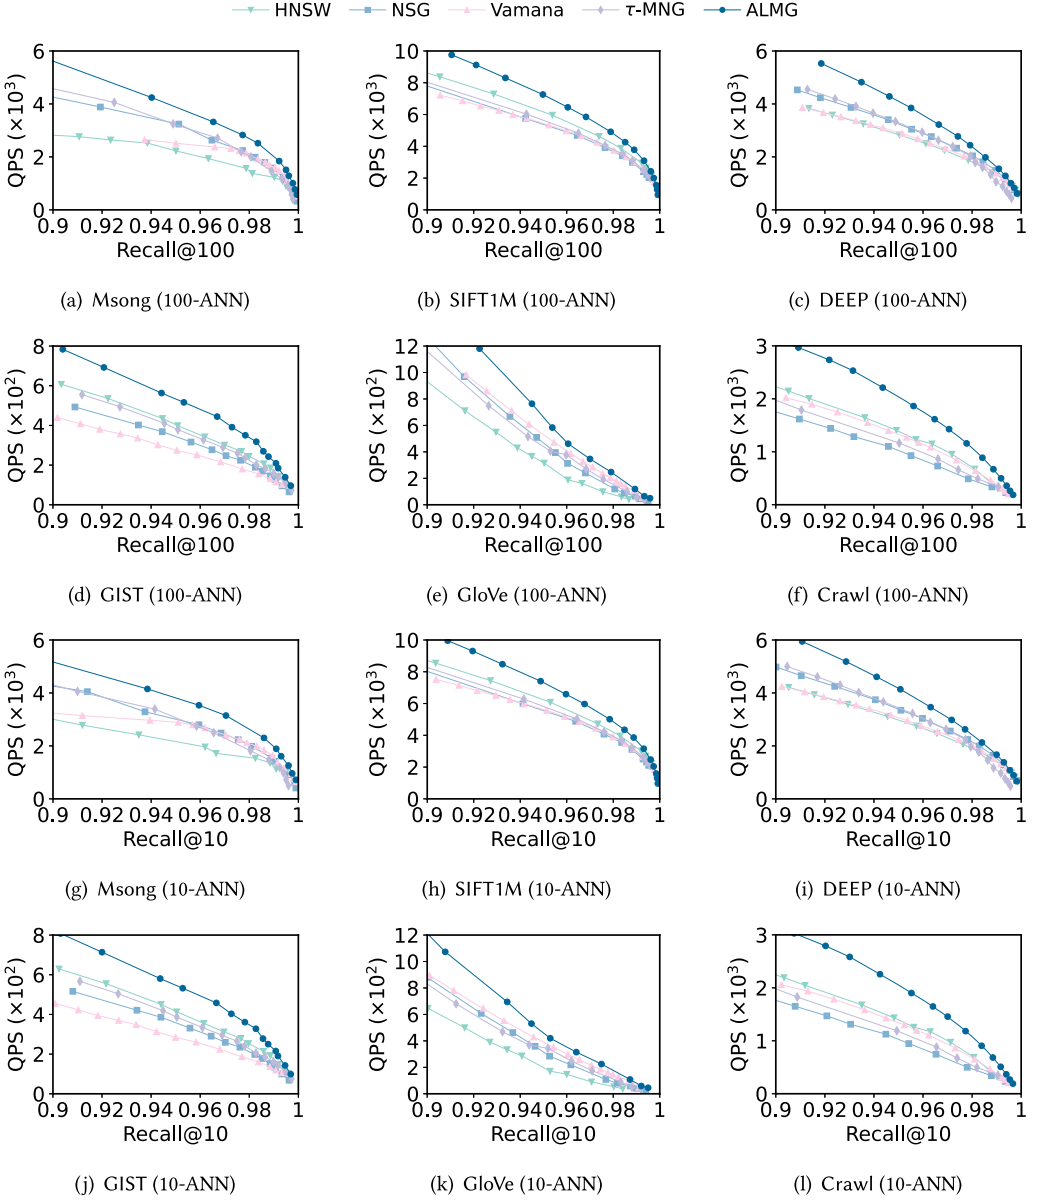 HNSW NSG Vamana τ-MNG ALMG
QPS (×10³)
6
4
2
0
0.9 0.92 0.94 0.96 0.98 1
Recall@100
(a) Msong (100-ANN)
QPS (×10³)
10
8
6
4
2
0
0.9 0.92 0.94 0.96 0.98 1
Recall@100
(b) SIFT1M (100-ANN)
QPS (×10³)
6
4
2
0
0.9 0.92 0.94 0.96 0.98 1
Recall@100
(c) DEEP (100-ANN)
QPS (×10²)
8
6
4
2
0
0.9 0.92 0.94 0.96 0.98 1
Recall@100
(d) GIST (100-ANN)
QPS (×10²)
12
10
8
6
4
2
0
0.9 0.92 0.94 0.96 0.98 1
Recall@100
(e) GloVe (100-ANN)
QPS (×10³)
3
2
1
0
0.9 0.92 0.94 0.96 0.98 1
Recall@100
(f) Crawl (100-ANN)
QPS (×10³)
6
4
2
0
0.9 0.92 0.94 0.96 0.98 1
Recall@10
(g) Msong (10-ANN)
QPS (×10³)
10
8
6
4
2
0
0.9 0.92 0.94 0.96 0.98 1
Recall@10
(h) SIFT1M (10-ANN)
QPS (×10³)
6
4
2
0
0.9 0.92 0.94 0.96 0.98 1
Recall@10
(i) DEEP (10-ANN)
QPS (×10²)
8
6
4
2
0
0.9 0.92 0.94 0.96 0.98 1
Recall@10
(j) GIST (10-ANN)
QPS (×10²)
12
10
8
6
4
2
0
0.9 0.92 0.94 0.96 0.98 1
Recall@10
(k) GloVe (10-ANN)
QPS (×10³)
3
2
1
0
0.9 0.92 0.94 0.96 0.98 1
Recall@10
(l) Crawl (10-ANN)